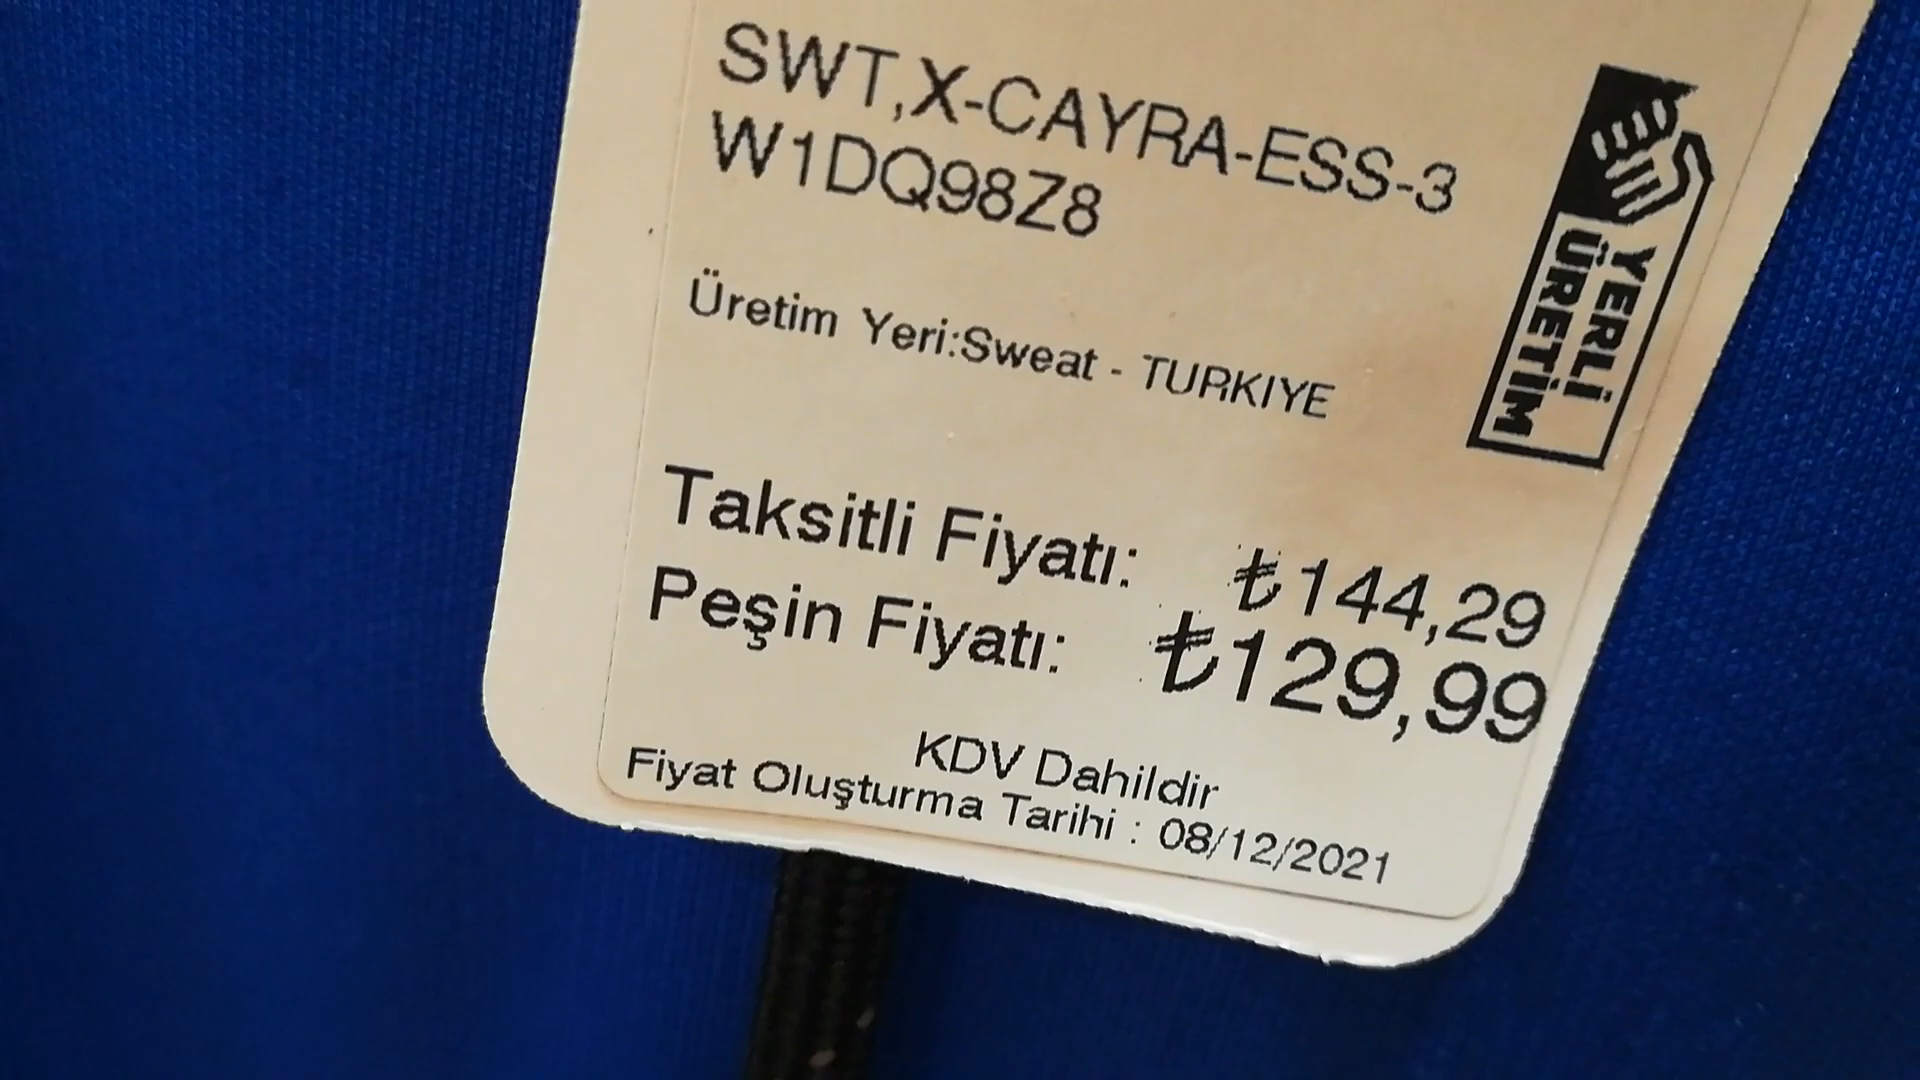 SWT,X-CAYRA-ESS-3
W1DQ98Z8
YERLİ
ÜRETİM
Üretim Yeri:Sweat - TURKIYE
Taksitli Fiyatı: ₺144,29
Peşin Fiyatı: ₺129,99
KDV Dahildir
Fiyat Oluşturma Tarihi : 08/12/2021